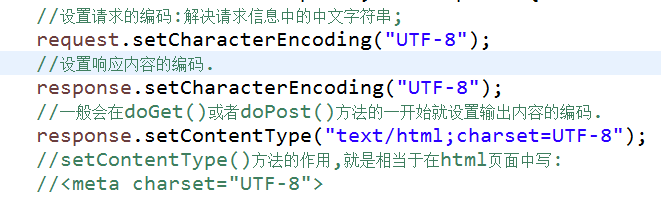 //设置请求的编码:解决请求信息中的中文字符串;
request.setCharacterEncoding("UTF-8");
//设置响应内容的编码.
response.setCharacterEncoding("UTF-8");
//一般会在doGet()或者doPost()方法的一开始就设置输出内容的编码.
response.setContentType("text/html;charset=UTF-8");
//setContentType()方法的作用,就是相当于在html页面中写:
//<meta charset="UTF-8">